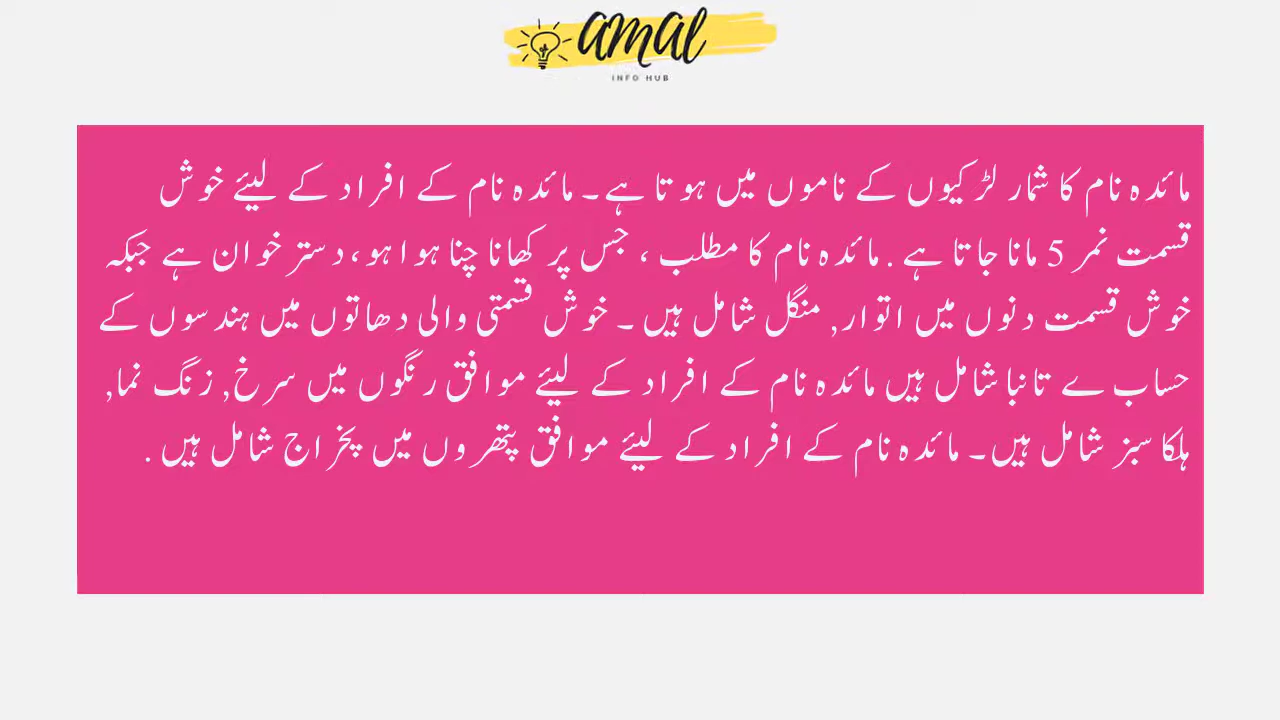 amal
INFO HUB
مائدہ نام کا شمار لڑکیوں کے ناموں میں ہوتا ہے۔ مائدہ نام کے افراد کے لیئے خوش
قسمت نمر 5 مانا جاتا ہے . مائدہ نام کا مطلب ، جس پر کھانا چنا ہوا ہو، دستر خوان ہے جبکہ
خوش قسمت دنوں میں اتوار, منگل شامل ہیں۔ خوش قسمتی والی دھاتوں میں ہندسوں کے
حساب ے تانبا شامل ہیں مائدہ نام کے افراد کے لیئے موافق رنگوں میں سرخ, زنگ نما,
ہلکا سبز شامل ہیں۔ مائدہ نام کے افراد کے لیئے موافق پتھروں میں پخراج شامل ہیں .